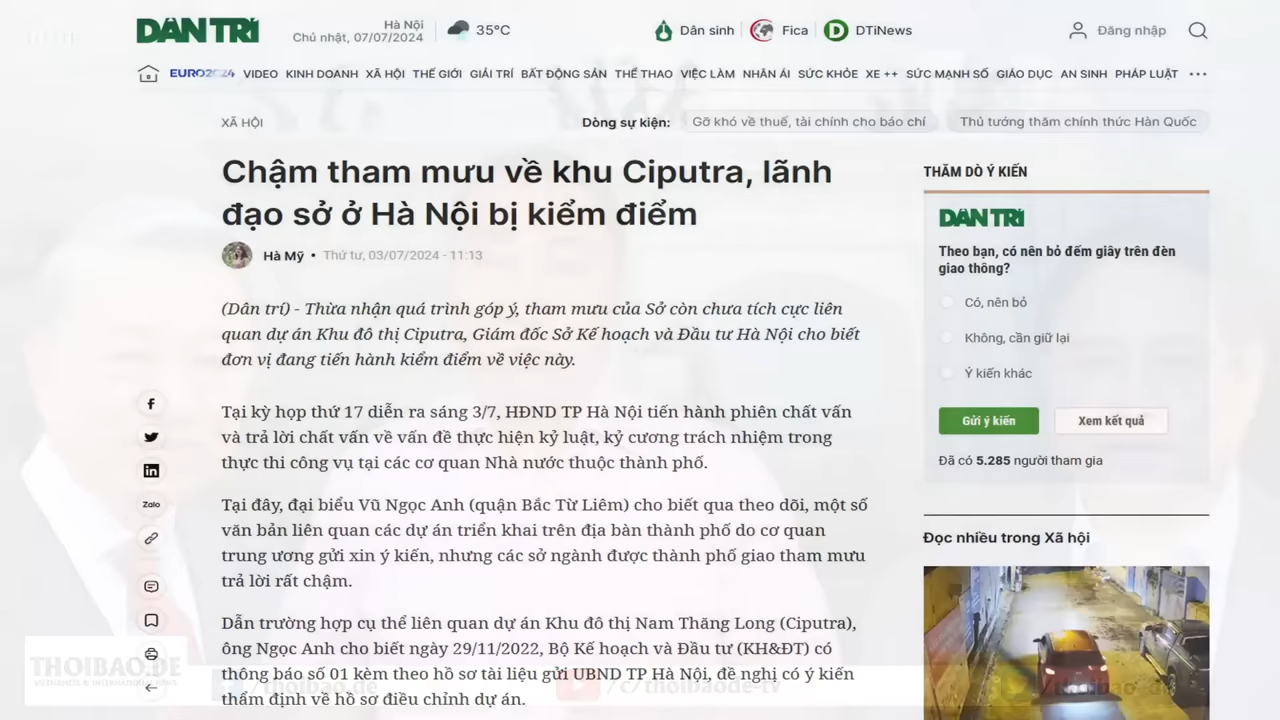 DÂN TRÍ
Hà Nội
Chủ nhật, 07/07/2024
35°C
Dân sinh
Fica
DTiNews
Đăng nhập
EURO2024 VIDEO KINH DOANH XÃ HỘI THẾ GIỚI GIẢI TRÍ BẤT ĐỘNG SẢN THỂ THAO VIỆC LÀM NHÂN ÁI SỨC KHỎE XE ++ SỨC MẠNH SỐ GIÁO DỤC AN SINH PHÁP LUẬT
XÃ HỘI
Dòng sự kiện: Gỡ khó về thuế, tài chính cho báo chí Thủ tướng thăm chính thức Hàn Quốc
Chậm tham mưu về khu Ciputra, lãnh
đạo sở ở Hà Nội bị kiểm điểm
Hà Mỹ • Thứ tư, 03/07/2024 - 11:13
(Dân trí) - Thừa nhận quá trình góp ý, tham mưu của Sở còn chưa tích cực liên
quan dự án Khu đô thị Ciputra, Giám đốc Sở Kế hoạch và Đầu tư Hà Nội cho biết
đơn vị đang tiến hành kiểm điểm về việc này.
Tại kỳ họp thứ 17 diễn ra sáng 3/7, HĐND TP Hà Nội tiến hành phiên chất vấn
và trả lời chất vấn về vấn đề thực hiện kỷ luật, kỷ cương trách nhiệm trong
thực thi công vụ tại các cơ quan Nhà nước thuộc thành phố.
Tại đây, đại biểu Vũ Ngọc Anh (quận Bắc Từ Liêm) cho biết qua theo dõi, một số
văn bản liên quan các dự án triển khai trên địa bàn thành phố do cơ quan
trung ương gửi xin ý kiến, nhưng các sở ngành được thành phố giao tham mưu
trả lời rất chậm.
Dẫn trường hợp cụ thể liên quan dự án Khu đô thị Nam Thăng Long (Ciputra),
ông Ngọc Anh cho biết ngày 29/11/2022, Bộ Kế hoạch và Đầu tư (KH&ĐT) có
thông báo số 01 kèm theo hồ sơ tài liệu gửi UBND TP Hà Nội, đề nghị có ý kiến
thẩm định về hồ sơ điều chỉnh dự án.
Zalo
THĂM DÒ Ý KIẾN
DÂN TRÍ
Theo bạn, có nên bỏ đếm giây trên đèn
giao thông?
Có, nên bỏ
Không, cần giữ lại
Ý kiến khác
Gửi ý kiến
Xem kết quả
Đã có 5.285 người tham gia
Đọc nhiều trong Xã hội
THOIBAO.DE
/thoibao.de
/c/thoibaode-tv
/thoibao_de